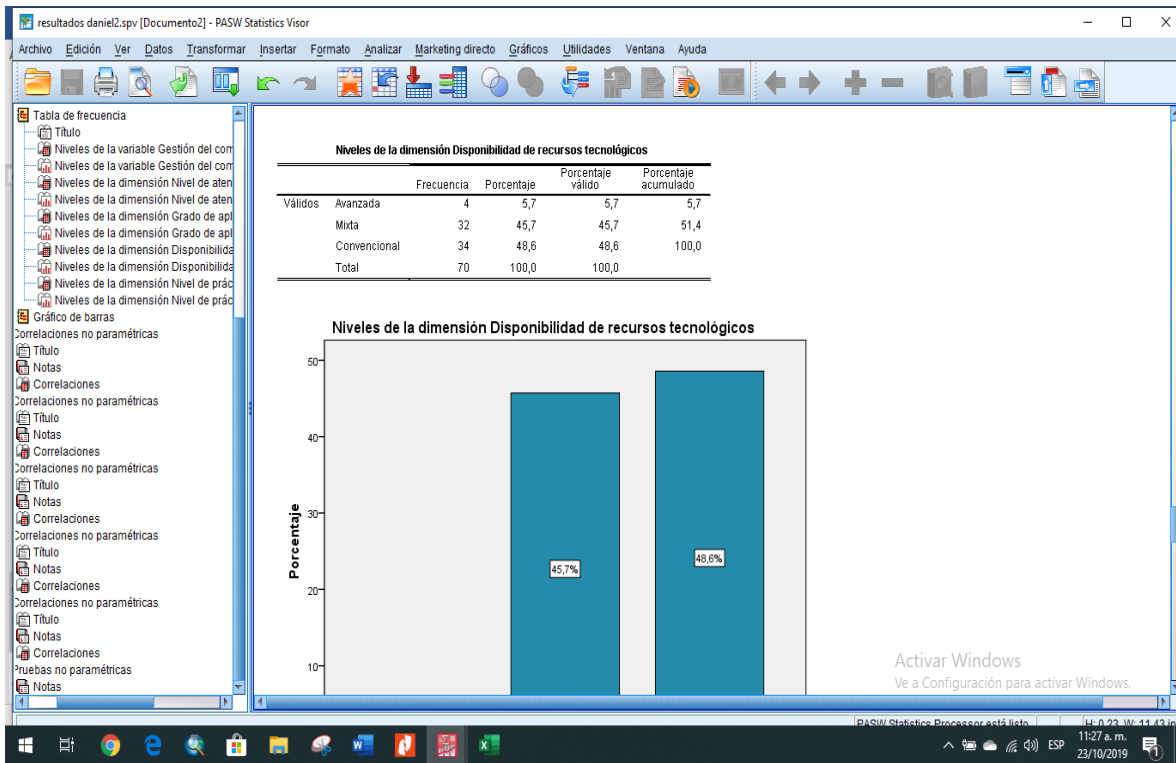 resultados daniel2.spv [Documento2] - PASW Statistics Visor
Archivo Edición Ver Datos Transformar Insertar Formato Analizar Marketing directo Gráficos Utilidades Ventana Ayuda
Tabla de frecuencia
Título
Niveles de la variable Gestión del com
Niveles de la variable Gestión del com
Niveles de la dimensión Nivel de aten
Niveles de la dimensión Nivel de aten
Niveles de la dimensión Grado de apl
Niveles de la dimensión Grado de apl
Niveles de la dimensión Disponibilida
Niveles de la dimensión Disponibilida
Niveles de la dimensión Nivel de prác
Niveles de la dimensión Nivel de prác
Gráfico de barras
Correlaciones no paramétricas
Título
Notas
Correlaciones
Correlaciones no paramétricas
Título
Notas
Correlaciones
Correlaciones no paramétricas
Título
Notas
Correlaciones
Correlaciones no paramétricas
Título
Notas
Correlaciones
Correlaciones no paramétricas
Título
Notas
Correlaciones
Pruebas no paramétricas
Notas
Niveles de la dimensión Disponibilidad de recursos tecnológicos
Frecuencia Porcentaje Porcentaje válido Porcentaje acumulado
Válidos Avanzada 4 5,7 5,7 5,7
Mixta 32 45,7 45,7 51,4
Convencional 34 48,6 48,6 100,0
Total 70 100,0 100,0
Niveles de la dimensión Disponibilidad de recursos tecnológicos
Porcentaje
50
40
30
20
10
45,7%
48,6%
Activar Windows
Ve a Configuración para activar Windows.
PASW Statistics Processor está listo H: 0.23, W: 11.43 in
ESP
11:27 a. m.
23/10/2019
1